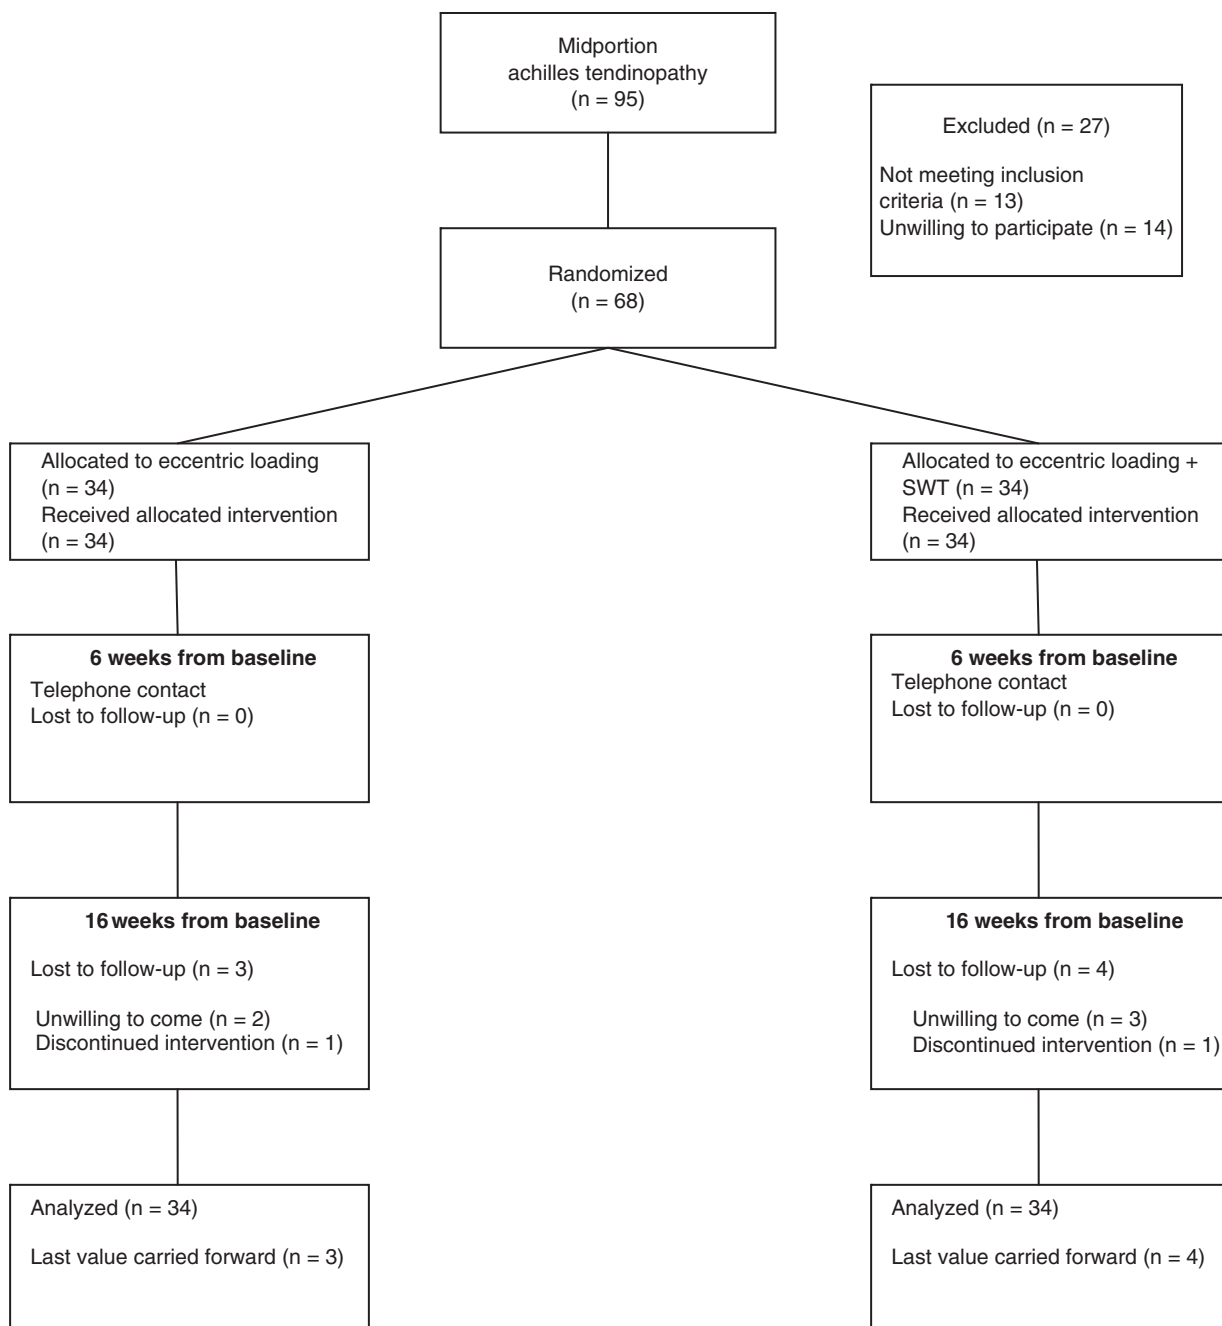 Midportion
achilles tendinopathy
(n = 95)
Excluded (n = 27)
Not meeting inclusion
criteria (n = 13)
Unwilling to participate (n = 14)
Randomized
(n = 68)
Allocated to eccentric loading
(n = 34)
Received allocated intervention
(n = 34)
Allocated to eccentric loading +
SWT (n = 34)
Received allocated intervention
(n = 34)
6 weeks from baseline
Telephone contact
Lost to follow-up (n = 0)
6 weeks from baseline
Telephone contact
Lost to follow-up (n = 0)
16 weeks from baseline
Lost to follow-up (n = 3)
Unwilling to come (n = 2)
Discontinued intervention (n = 1)
16 weeks from baseline
Lost to follow-up (n = 4)
Unwilling to come (n = 3)
Discontinued intervention (n = 1)
Analyzed (n = 34)
Last value carried forward (n = 3)
Analyzed (n = 34)
Last value carried forward (n = 4)